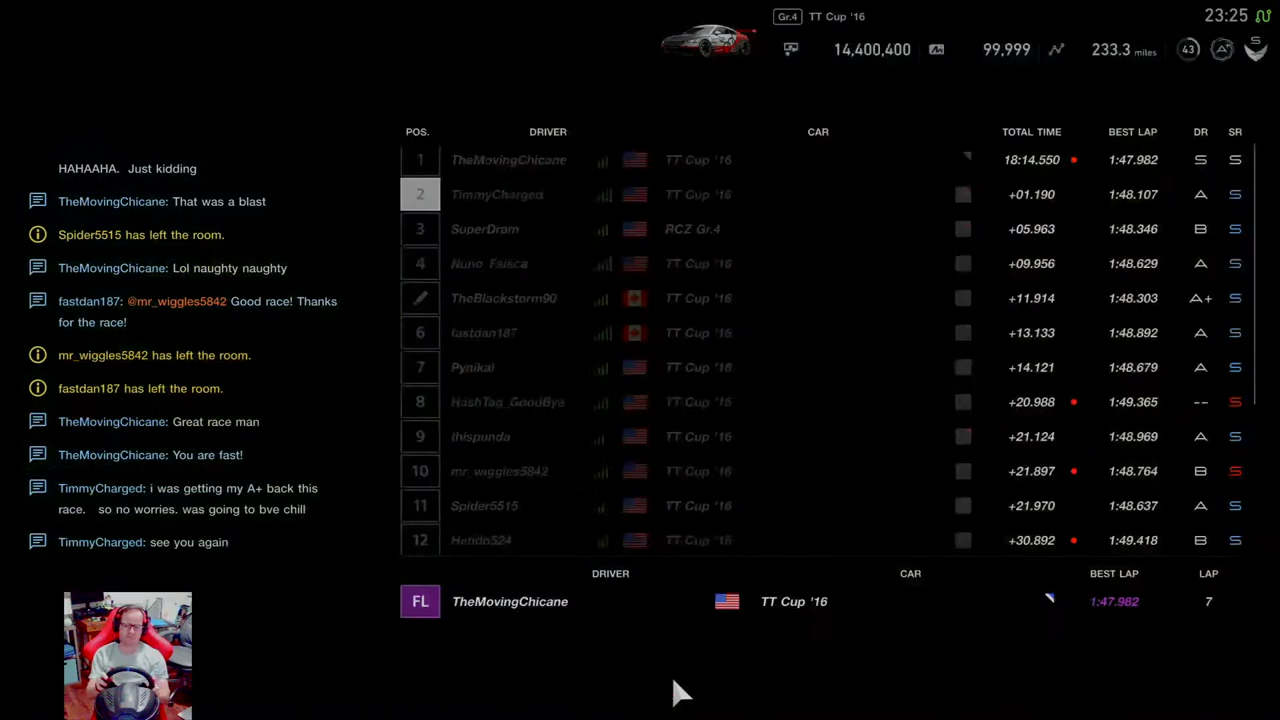 Gr.4 TT Cup '16
23:25
14,400,400 99,999 233.3 miles 43 A+ S
POS. DRIVER CAR TOTAL TIME BEST LAP DR SR
1 TheMovingChicane TT Cup '16 18:14.550 1:47.982 S S
2 TimmyCharged TT Cup '16 +01.190 1:48.107 A S
3 SuperDram RCZ Gr.4 +05.963 1:48.346 B S
4 Nuno_Faisca TT Cup '16 +09.956 1:48.629 A S
TheBlackstorm90 TT Cup '16 +11.914 1:48.303 A+ S
6 fastdan187 TT Cup '16 +13.133 1:48.892 A S
7 Pynikal TT Cup '16 +14.121 1:48.679 A S
8 HashTag_GoodBye TT Cup '16 +20.988 1:49.365 -- S
9 thispunda TT Cup '16 +21.124 1:48.969 A S
10 mr_wiggles5842 TT Cup '16 +21.897 1:48.764 B S
11 Spider5515 TT Cup '16 +21.970 1:48.637 A S
12 TT Cup '16 +30.892 1:49.418 B S
DRIVER CAR BEST LAP LAP
FL TheMovingChicane TT Cup '16 1:47.982 7
HAHAAHA. Just kidding
TheMovingChicane: That was a blast
Spider5515 has left the room.
TheMovingChicane: Lol naughty naughty
fastdan187: @mr_wiggles5842 Good race! Thanks
for the race!
mr_wiggles5842 has left the room.
fastdan187 has left the room.
TheMovingChicane: Great race man
TheMovingChicane: You are fast!
TimmyCharged: i was getting my A+ back this
race. so no worries. was going to bve chill
TimmyCharged: see you again